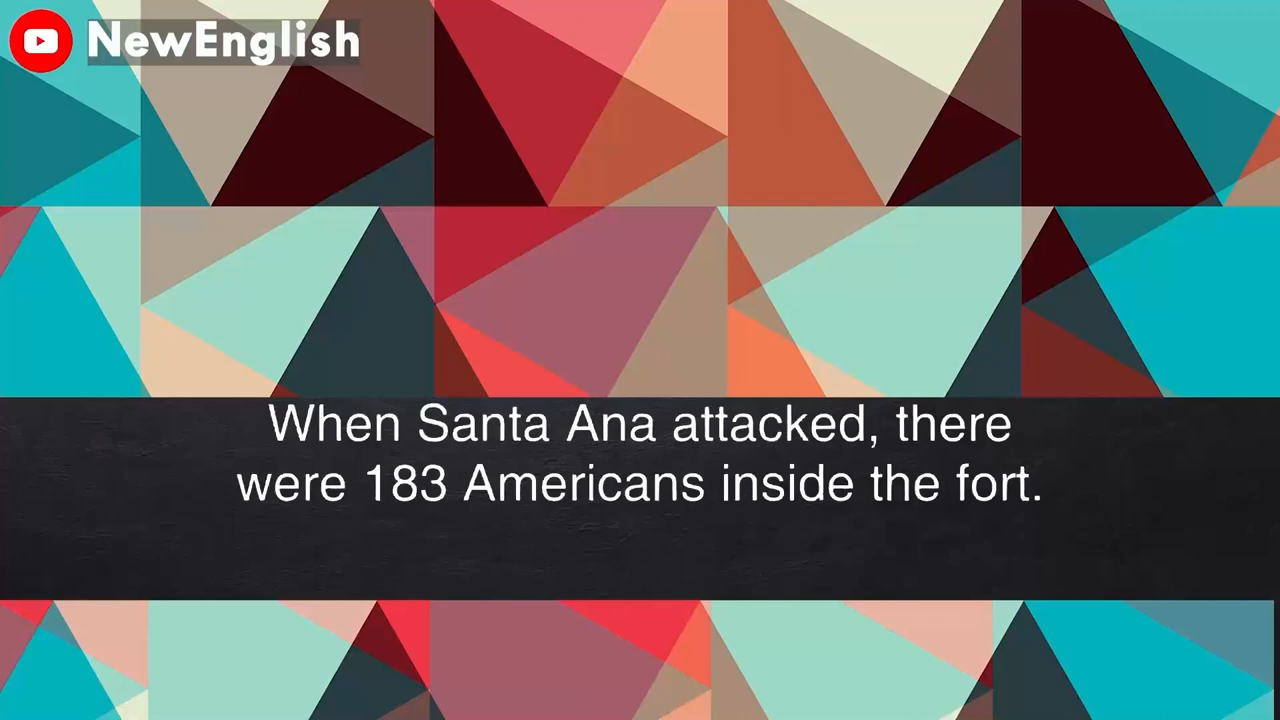 NewEnglish
When Santa Ana attacked, there
were 183 Americans inside the fort.